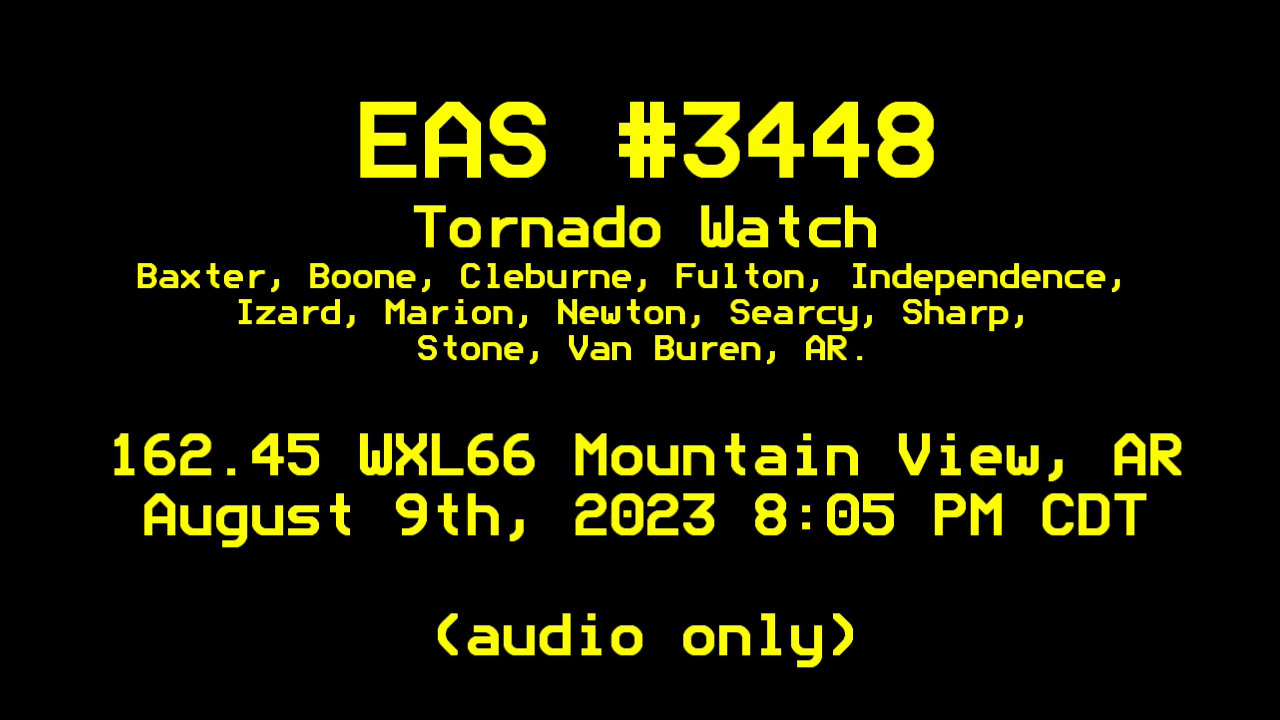 EAS #3448
Tornado Watch
Baxter, Boone, Cleburne, Fulton, Independence,
Izard, Marion, Newton, Searcy, Sharp,
Stone, Van Buren, AR.
162.45 WXL66 Mountain View, AR
August 9th, 2023 8:05 PM CDT
(audio only)